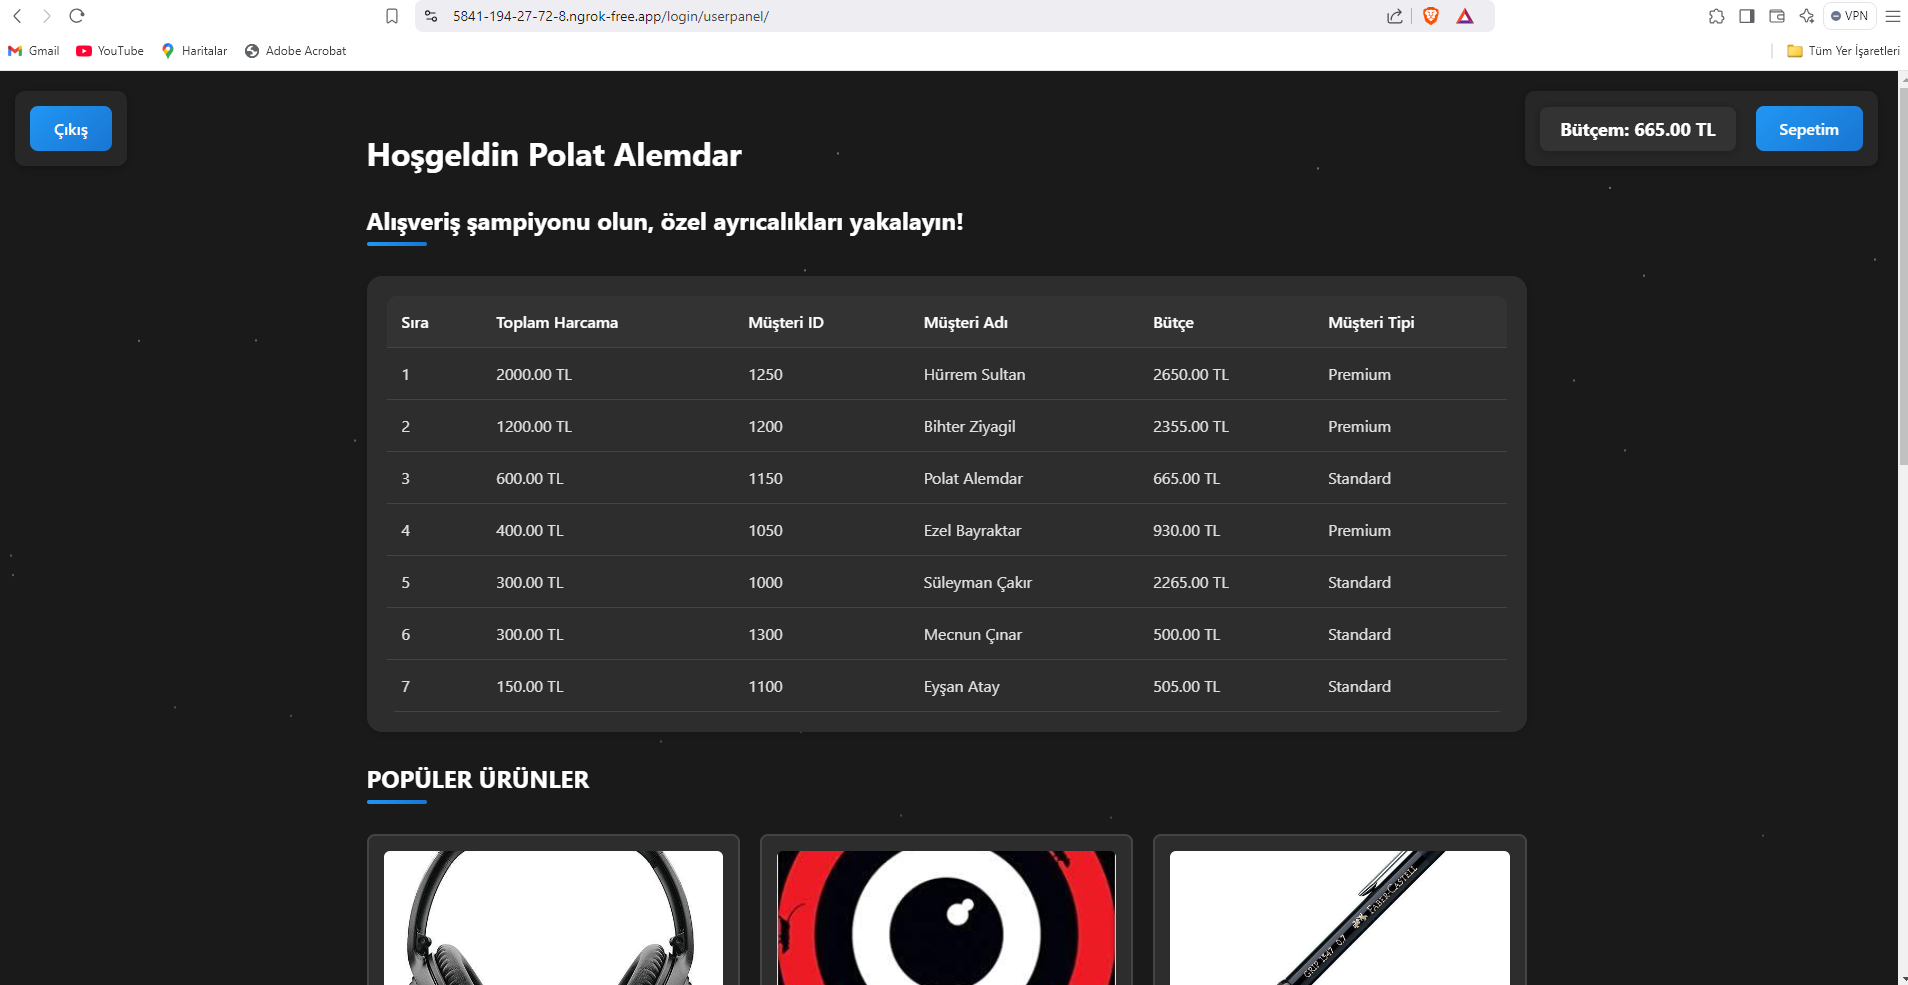 5841-194-27-72-8.ngrok-free.app/login/userpanel/
VPN
Gmail YouTube Haritalar Adobe Acrobat Tüm Yer İşaretleri
Çıkış
Bütçem: 665.00 TL Sepetim
Hoşgeldin Polat Alemdar
Alışveriş şampiyonu olun, özel ayrıcalıkları yakalayın!
Sıra Toplam Harcama Müşteri ID Müşteri Adı Bütçe Müşteri Tipi
1 2000.00 TL 1250 Hürrem Sultan 2650.00 TL Premium
2 1200.00 TL 1200 Bihter Ziyagil 2355.00 TL Premium
3 600.00 TL 1150 Polat Alemdar 665.00 TL Standard
4 400.00 TL 1050 Ezel Bayraktar 930.00 TL Premium
5 300.00 TL 1000 Süleyman Çakır 2265.00 TL Standard
6 300.00 TL 1300 Mecnun Çınar 500.00 TL Standard
7 150.00 TL 1100 Eyşan Atay 505.00 TL Standard
POPÜLER ÜRÜNLER
GRIP 1347 0.7 FABER-CASTELL